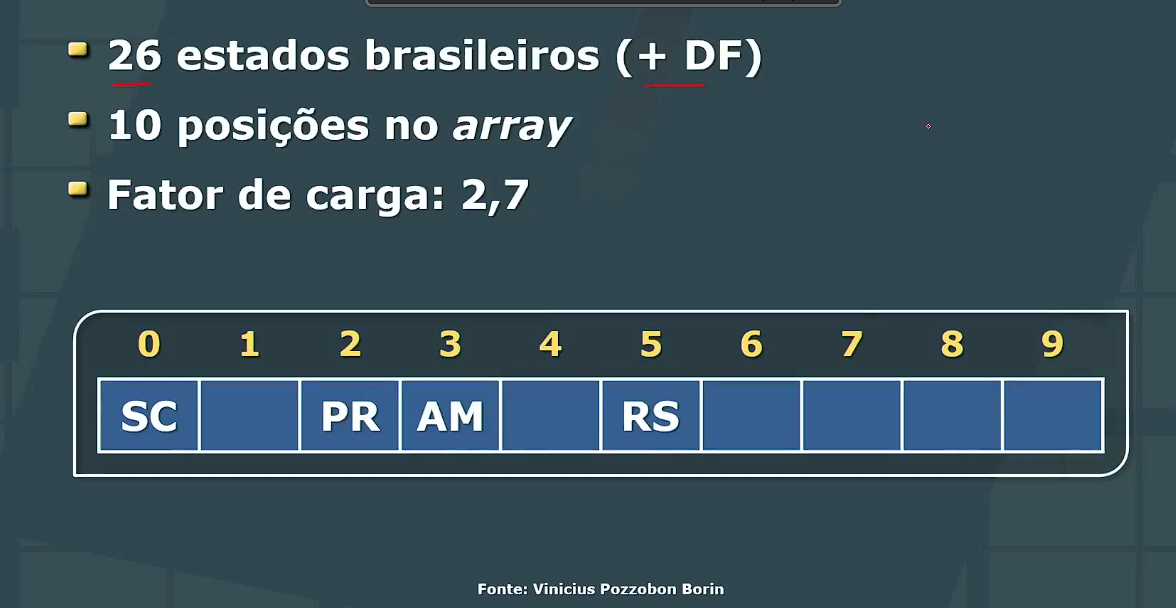 26 estados brasileiros (+ DF)
10 posições no array
Fator de carga: 2,7
0 1 2 3 4 5 6 7 8 9
SC PR AM RS
Fonte: Vinicius Pozzobon Borin